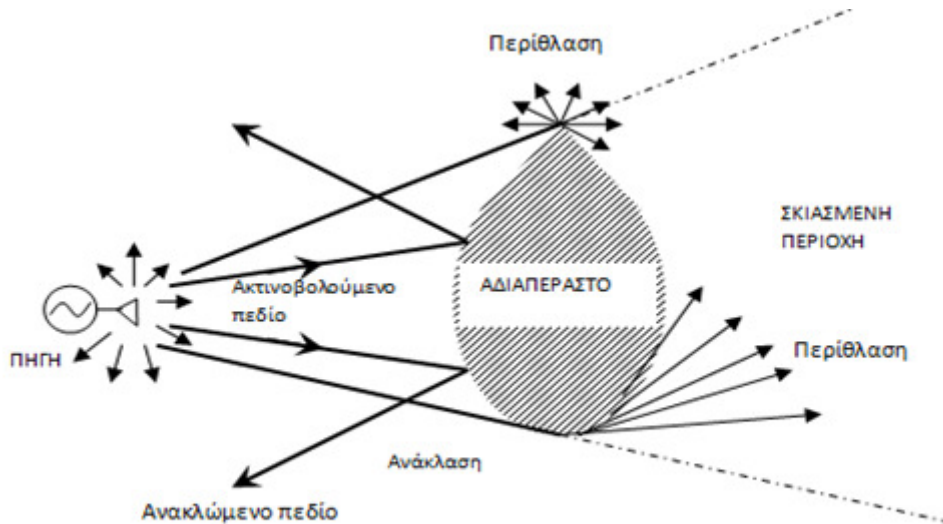 Περίθλαση
ΣΚΙΑΣΜΕΝΗ
ΠΕΡΙΟΧΗ
ΑΔΙΑΠΕΡΑΣΤΟ
Ακτινοβολούμενο
πεδίο
ΠΗΓΗ
Περίθλαση
Ανάκλαση
Ανακλώμενο πεδίο